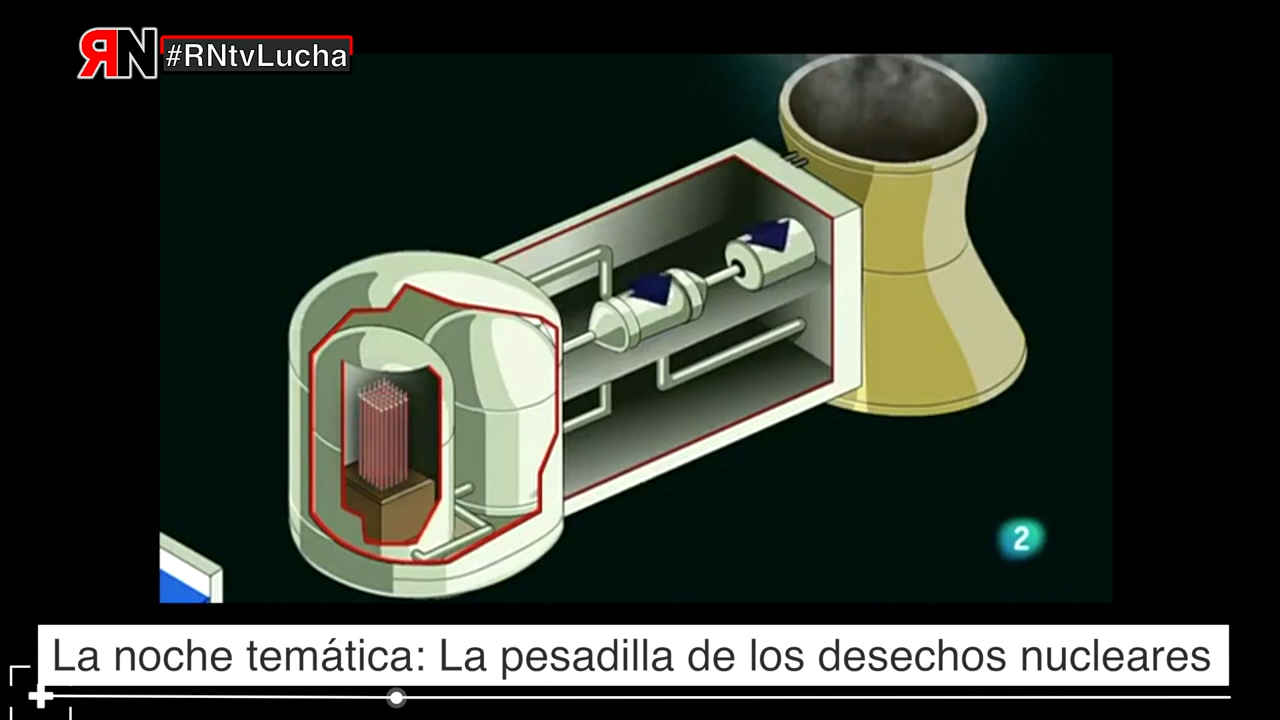 RN #RNtvLucha
2
La noche temática: La pesadilla de los desechos nucleares